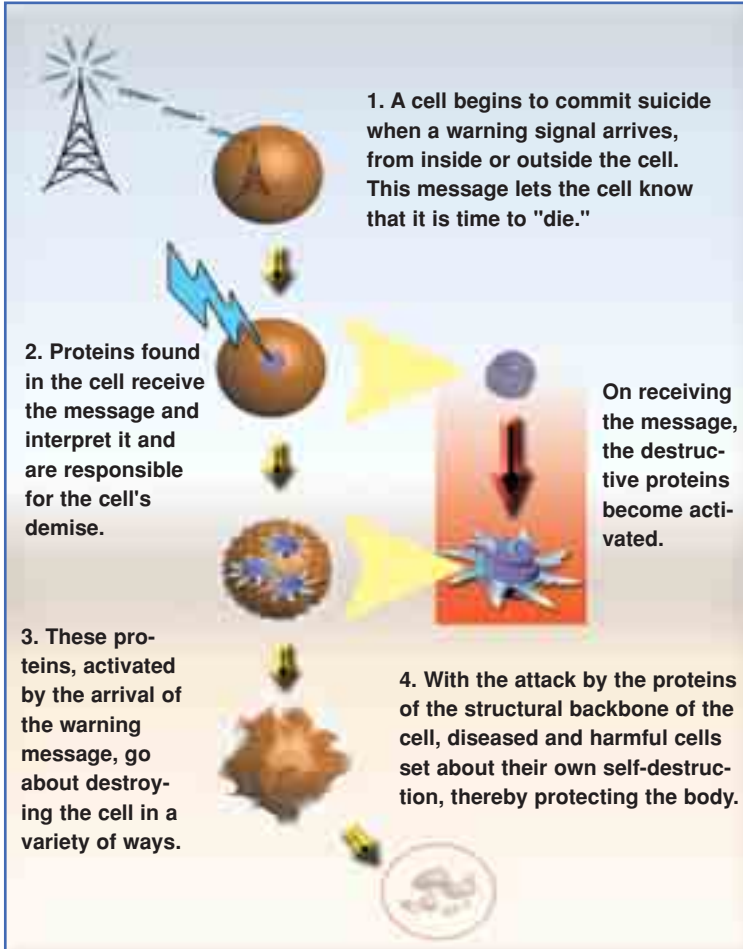 1. A cell begins to commit suicide
when a warning signal arrives,
from inside or outside the cell.
This message lets the cell know
that it is time to "die."
2. Proteins found
in the cell receive
the message and
interpret it and
are responsible
for the cell's
demise.
On receiving
the message,
the destruc-
tive proteins
become acti-
vated.
3. These pro-
teins, activated
by the arrival of
the warning
message, go
about destroy-
ing the cell in a
variety of ways.
4. With the attack by the proteins
of the structural backbone of the
cell, diseased and harmful cells
set about their own self-destruc-
tion, thereby protecting the body.